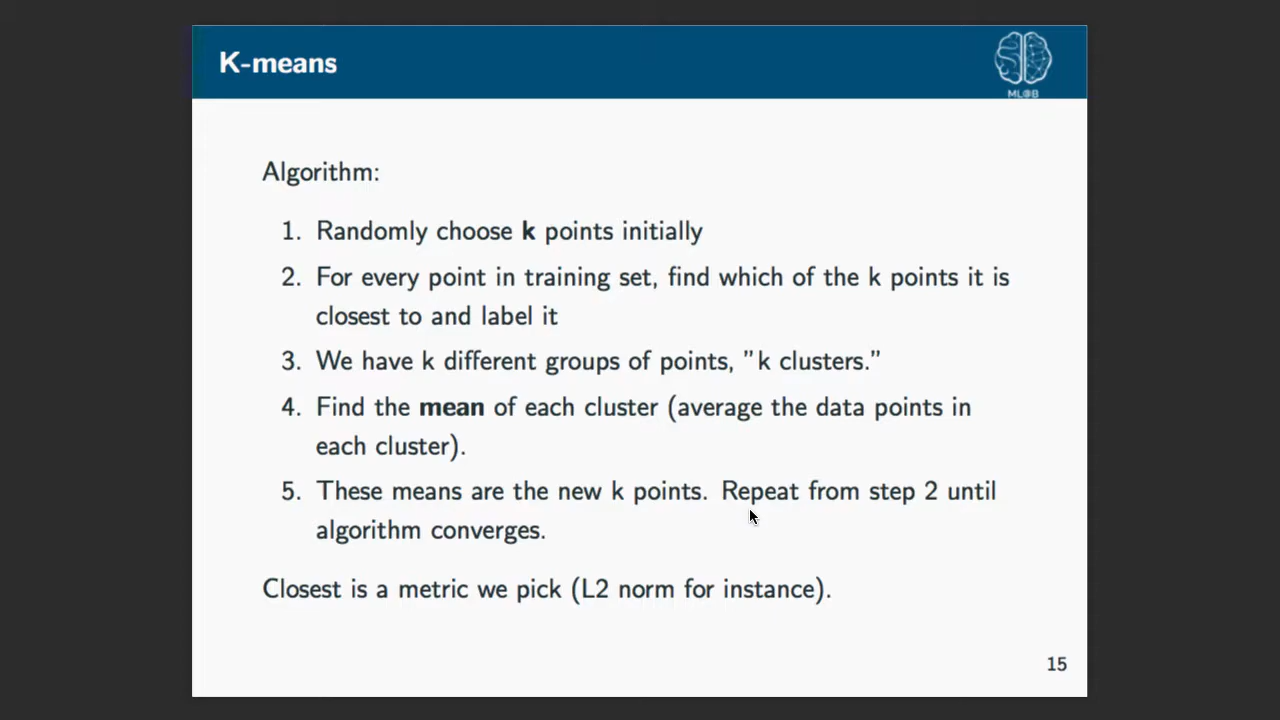 K-means
ML@B
Algorithm:
1. Randomly choose k points initially
2. For every point in training set, find which of the k points it is
closest to and label it
3. We have k different groups of points, ”k clusters.”
4. Find the mean of each cluster (average the data points in
each cluster).
5. These means are the new k points. Repeat from step 2 until
algorithm converges.
Closest is a metric we pick (L2 norm for instance).
15